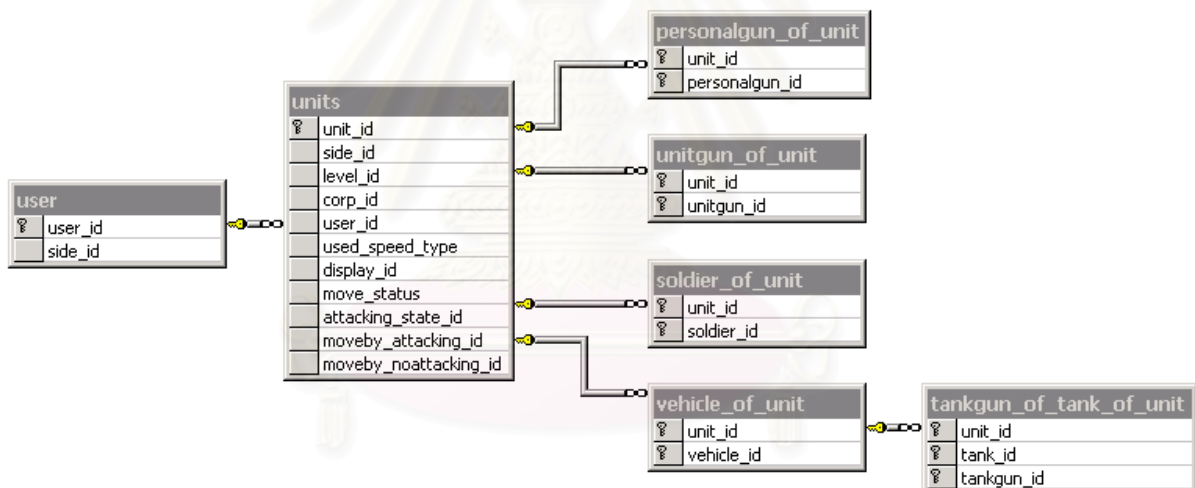 user
user_id
side_id
units
unit_id
side_id
level_id
corp_id
user_id
used_speed_type
display_id
move_status
attacking_state_id
moveby_attacking_id
moveby_noattacking_id
personalgun_of_unit
unit_id
personalgun_id
unitgun_of_unit
unit_id
unitgun_id
soldier_of_unit
unit_id
soldier_id
vehicle_of_unit
unit_id
vehicle_id
tankgun_of_tank_of_unit
unit_id
tank_id
tankgun_id